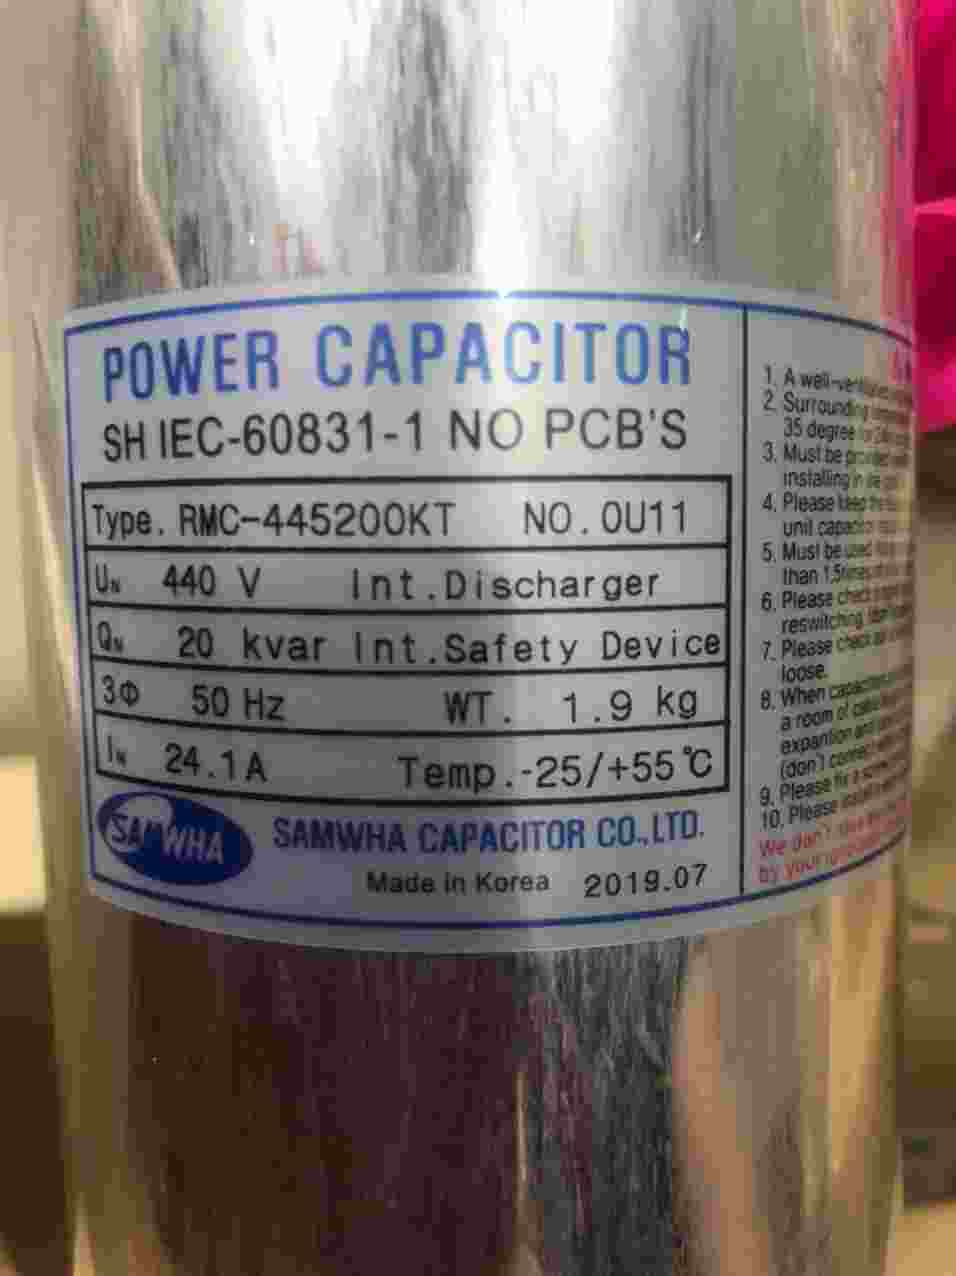 POWER CAPACITOR
SH IEC-60831-1 NO PCB'S
Type. RMC-445200KT NO.0U11
UN 440 V Int.Discharger
QN 20 kvar Int.Safety Device
3Φ 50 Hz WT. 1.9 kg
IN 24.1A Temp.-25/+55℃
SAMWHA SAMWHA CAPACITOR CO.,LTD.
Made in Korea 2019.07
1. A well-
2. Surrounding
35 degree
3. Must be
installing in
4. Please keep the
unit capacitor
5. Must be used
than 1.5times
6. Please check
reswitching,
7. Please check
loose.
8. When capacitors
a room of
expantion and
(don't connect
9. Please fix a
10. Please install
We don't
by your